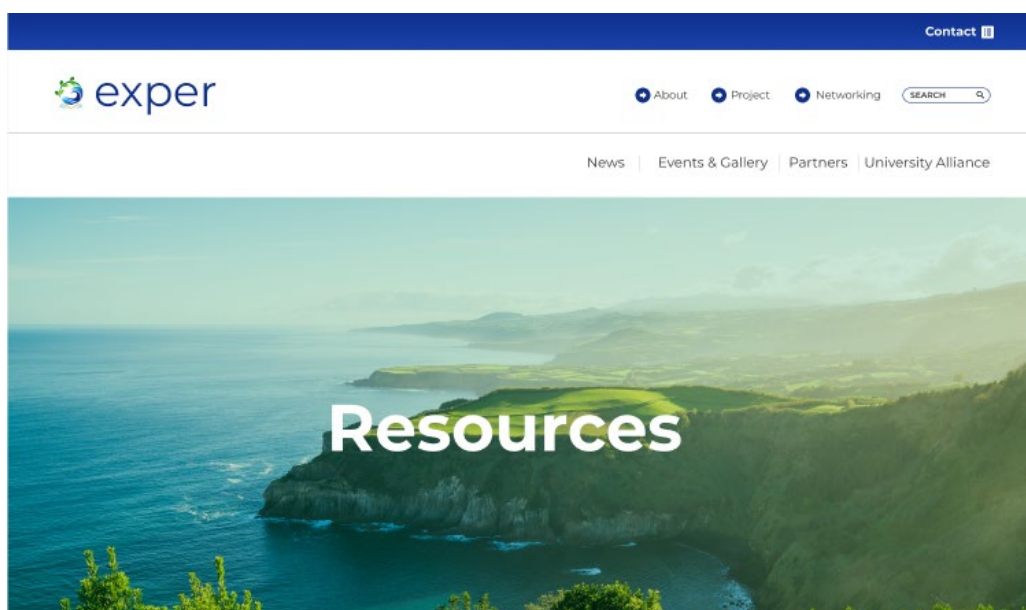 Contact
exper
About Project Networking SEARCH
News Events & Gallery Partners University Alliance
Resources